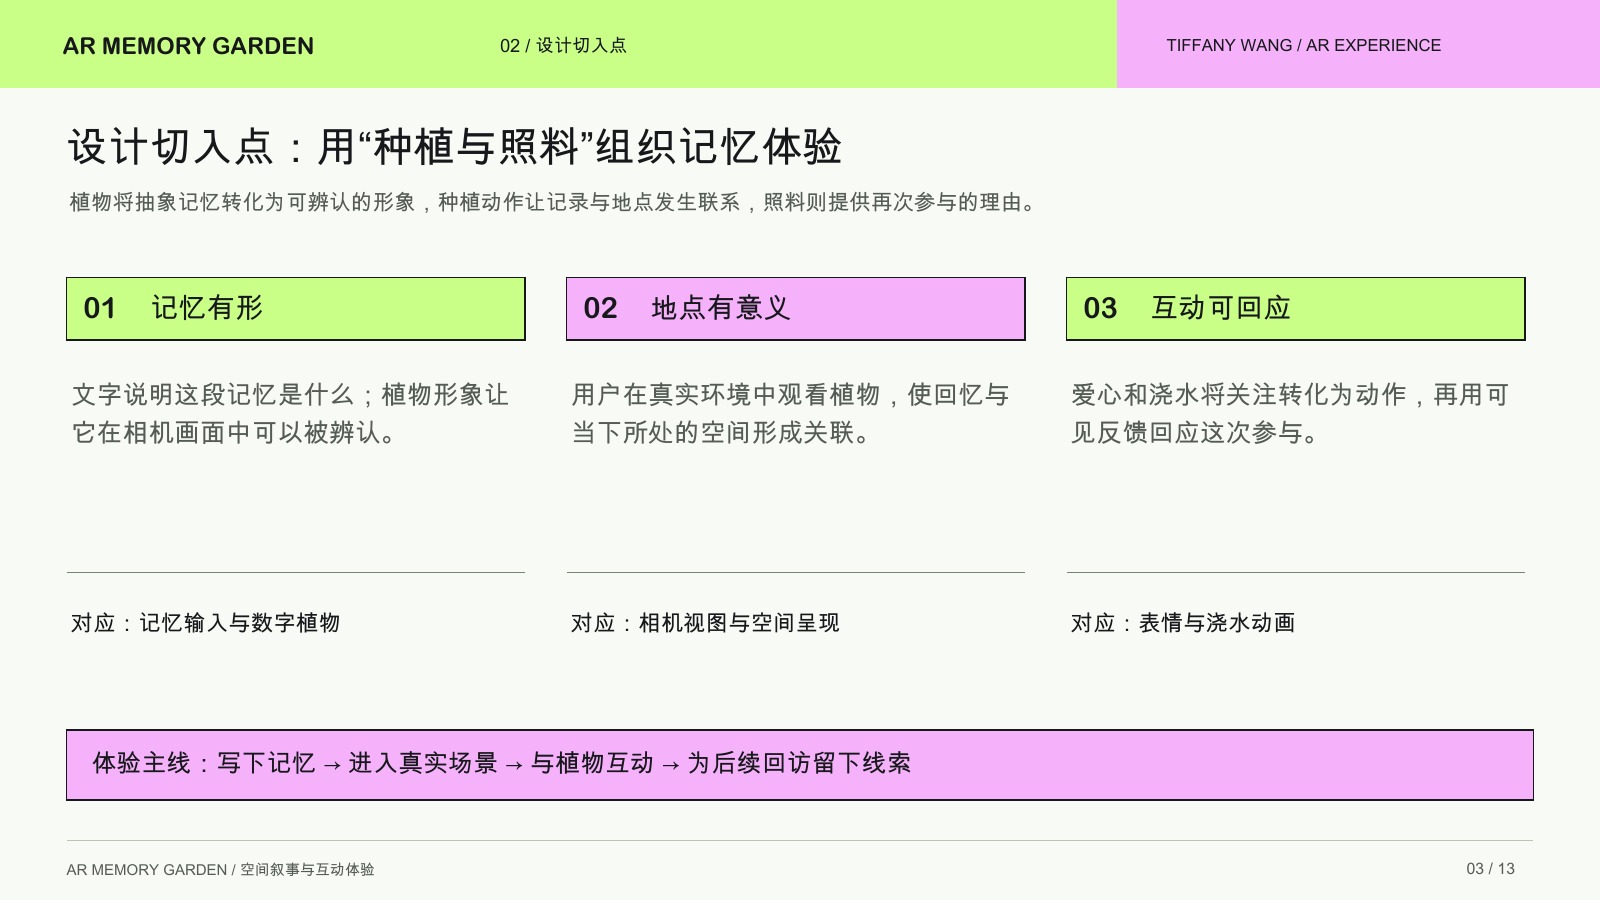 AR MEMORY GARDEN
02 / 设计切入点
TIFFANY WANG / AR EXPERIENCE
设计切入点：用“种植与照料”组织记忆体验
植物将抽象记忆转化为可辨认的形象，种植动作让记录与地点发生联系，照料则提供再次参与的理由。
01 记忆有形
文字说明这段记忆是什么；植物形象让
它在相机画面中可以被辨认。
对应：记忆输入与数字植物
02 地点有意义
用户在真实环境中观看植物，使回忆与
当下所处的空间形成关联。
对应：相机视图与空间呈现
03 互动可回应
爱心和浇水将关注转化为动作，再用可
见反馈回应这次参与。
对应：表情与浇水动画
体验主线：写下记忆 → 进入真实场景 → 与植物互动 → 为后续回访留下线索
AR MEMORY GARDEN / 空间叙事与互动体验
03 / 13